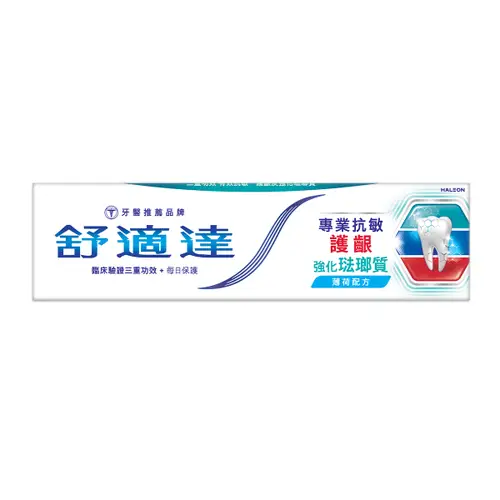 HALEON
牙醫推薦品牌
舒適達
臨床驗證三重功效+每日保護
專業抗敏
護齦
強化琺瑯質
薄荷配方